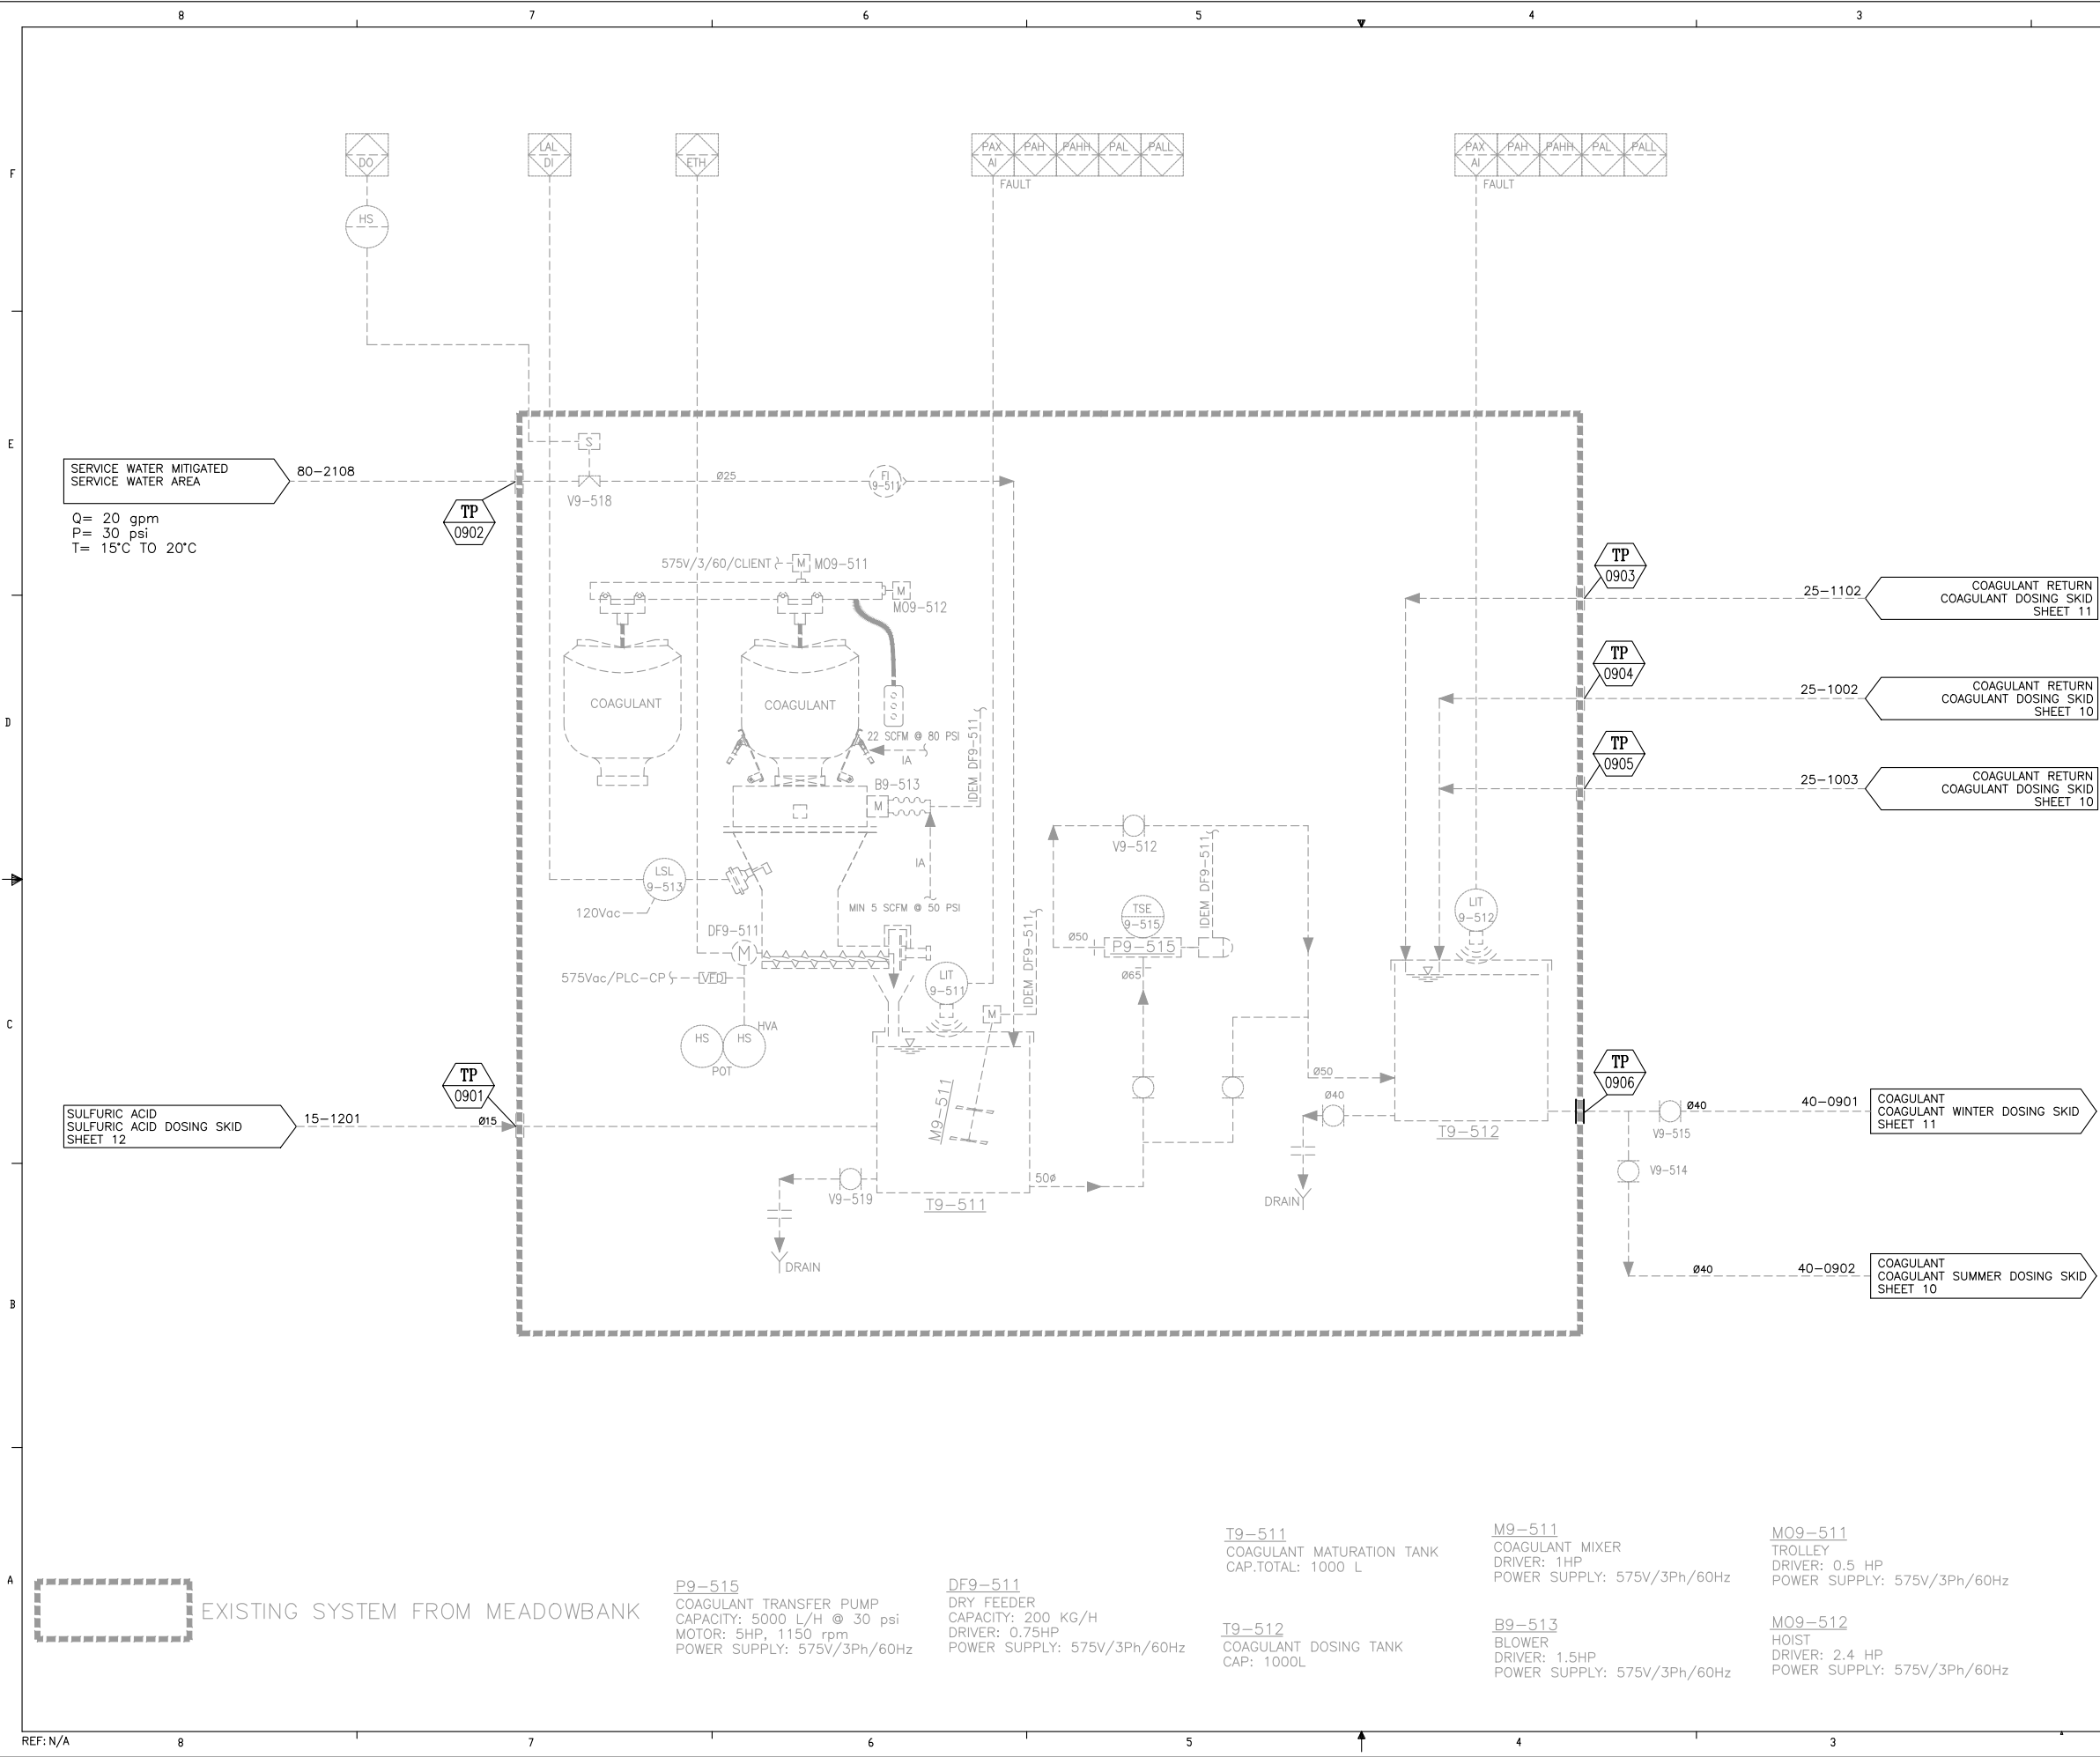 8 7 6 5 4 3
F
E
D
C
B
A
DO
HS
LAL
DI
ETH
PAX
AI
PAH
PAHH
PAL
PALL
FAULT
PAX
AI
PAH
PAHH
PAL
PALL
FAULT
SERVICE WATER MITIGATED
SERVICE WATER AREA
80-2108
Q= 20 gpm
P= 30 psi
T= 15°C TO 20°C
TP
0902
S
V9-518
Ø25
FI
9-511
575V/3/60/CLIENT
M
MO9-511
M
MO9-512
COAGULANT
COAGULANT
22 SCFM @ 80 PSI
IA
IDEM DF9-511
B9-513
M
IA
MIN 5 SCFM @ 50 PSI
LSL
9-513
120Vac
DF9-511
M
575Vac/PLC-CP
VFD
HS
HS
HVA
POT
LIT
9-511
M
IDEM DF9-511
M9-511
T9-511
V9-519
DRAIN
50Ø
V9-512
IDEM DF9-511
TSE
9-515
Ø50
P9-515
Ø65
Ø50
Ø40
DRAIN
LIT
9-512
T9-512
TP
0903
25-1102
COAGULANT RETURN
COAGULANT DOSING SKID
SHEET 11
TP
0904
25-1002
COAGULANT RETURN
COAGULANT DOSING SKID
SHEET 10
TP
0905
25-1003
COAGULANT RETURN
COAGULANT DOSING SKID
SHEET 10
TP
0901
SULFURIC ACID
SULFURIC ACID DOSING SKID
SHEET 12
15-1201
Ø15
TP
0906
Ø40
V9-515
40-0901
COAGULANT
COAGULANT WINTER DOSING SKID
SHEET 11
V9-514
Ø40
40-0902
COAGULANT
COAGULANT SUMMER DOSING SKID
SHEET 10
EXISTING SYSTEM FROM MEADOWBANK
P9-515
COAGULANT TRANSFER PUMP
CAPACITY: 5000 L/H @ 30 psi
MOTOR: 5HP, 1150 rpm
POWER SUPPLY: 575V/3Ph/60Hz
DF9-511
DRY FEEDER
CAPACITY: 200 KG/H
DRIVER: 0.75HP
POWER SUPPLY: 575V/3Ph/60Hz
T9-511
COAGULANT MATURATION TANK
CAP.TOTAL: 1000 L
T9-512
COAGULANT DOSING TANK
CAP: 1000L
M9-511
COAGULANT MIXER
DRIVER: 1HP
POWER SUPPLY: 575V/3Ph/60Hz
B9-513
BLOWER
DRIVER: 1.5HP
POWER SUPPLY: 575V/3Ph/60Hz
MO9-511
TROLLEY
DRIVER: 0.5 HP
POWER SUPPLY: 575V/3Ph/60Hz
MO9-512
HOIST
DRIVER: 2.4 HP
POWER SUPPLY: 575V/3Ph/60Hz
REF: N/A
8 7 6 5 4 3